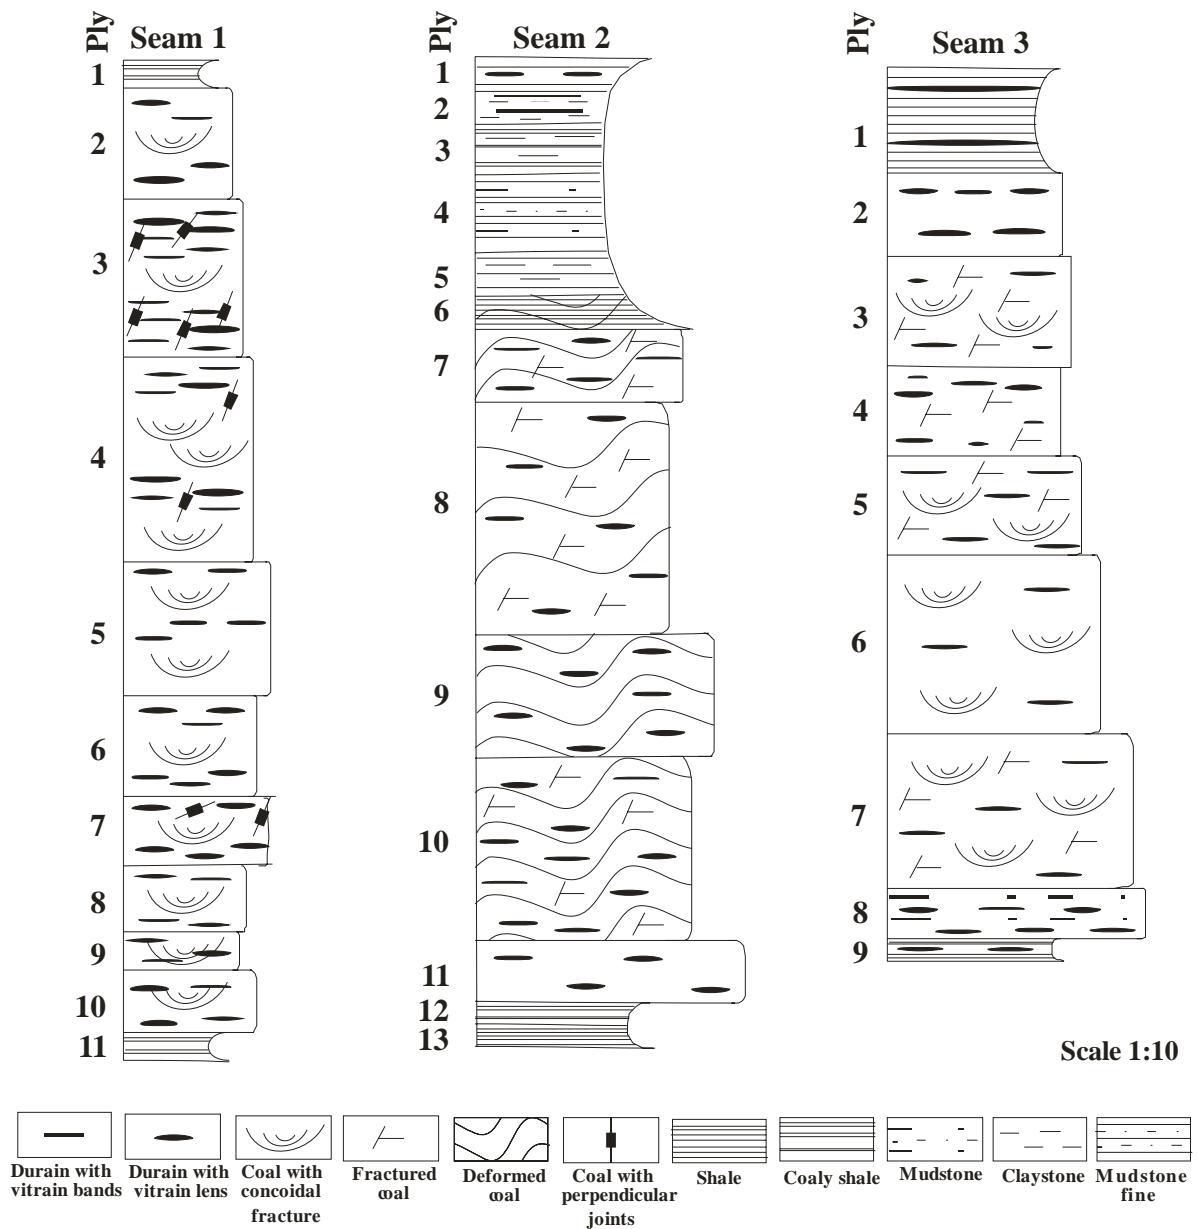 Ply
Seam 1
1
2
3
4
5
6
7
8
9
10
11
Ply
Seam 2
1
2
3
4
5
6
7
8
9
10
11
12
13
Ply
Seam 3
1
2
3
4
5
6
7
8
9
Scale 1:10
Durain with
vitrain bands
Durain with
vitrain lens
Coal with
concoidal
fracture
Fractured
coal
Deformed
coal
Coal with
perpendicular
joints
Shale
Coaly shale
Mudstone
Claystone
Mudstone
fine